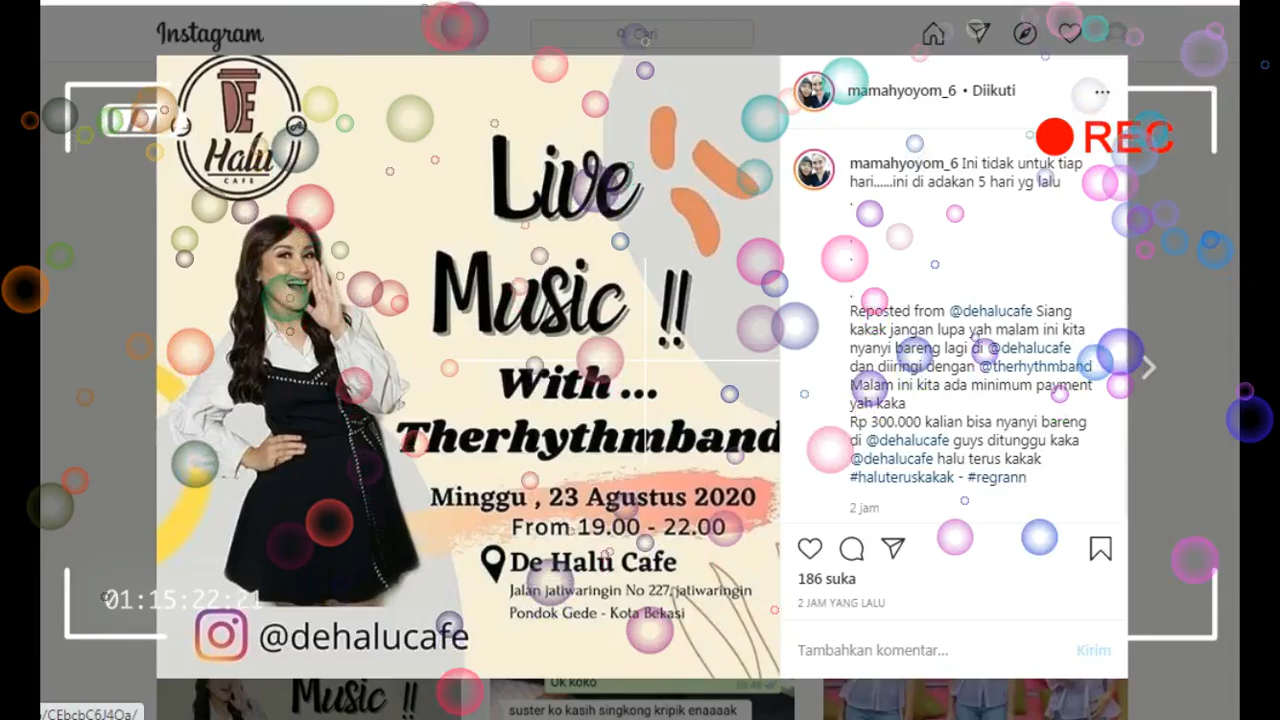 Instagram
Cari
DE
Halu
CAFE
Live
Music !!
With ...
Therhythmband
Minggu , 23 Agustus 2020
From 19.00 - 22.00
De Halu Cafe
Jalan jatiwaringin No 227,jatiwaringin
Pondok Gede - Kota Bekasi
@dehalucafe
01:15:22:21
REC
mamahyoyom_6 • Diikuti
mamahyoyom_6 Ini tidak untuk tiap
hari......ini di adakan 5 hari yg lalu
.
.
.
Reposted from @dehalucafe Siang
kakak jangan lupa yah malam ini kita
nyanyi bareng lagi di @dehalucafe
dan diiringi dengan @therhythmband
Malam ini kita ada minimum payment
yah kaka
Rp 300.000 kalian bisa nyanyi bareng
di @dehalucafe guys ditunggu kaka
@dehalucafe halu terus kakak
#haluteruskakak - #regrann
2 jam
186 suka
2 JAM YANG LALU
Tambahkan komentar...
Kirim
Music !!
Ok koko
suster ko kasih singkong kripik enaaaak
/CEbcbC6J4Oa/